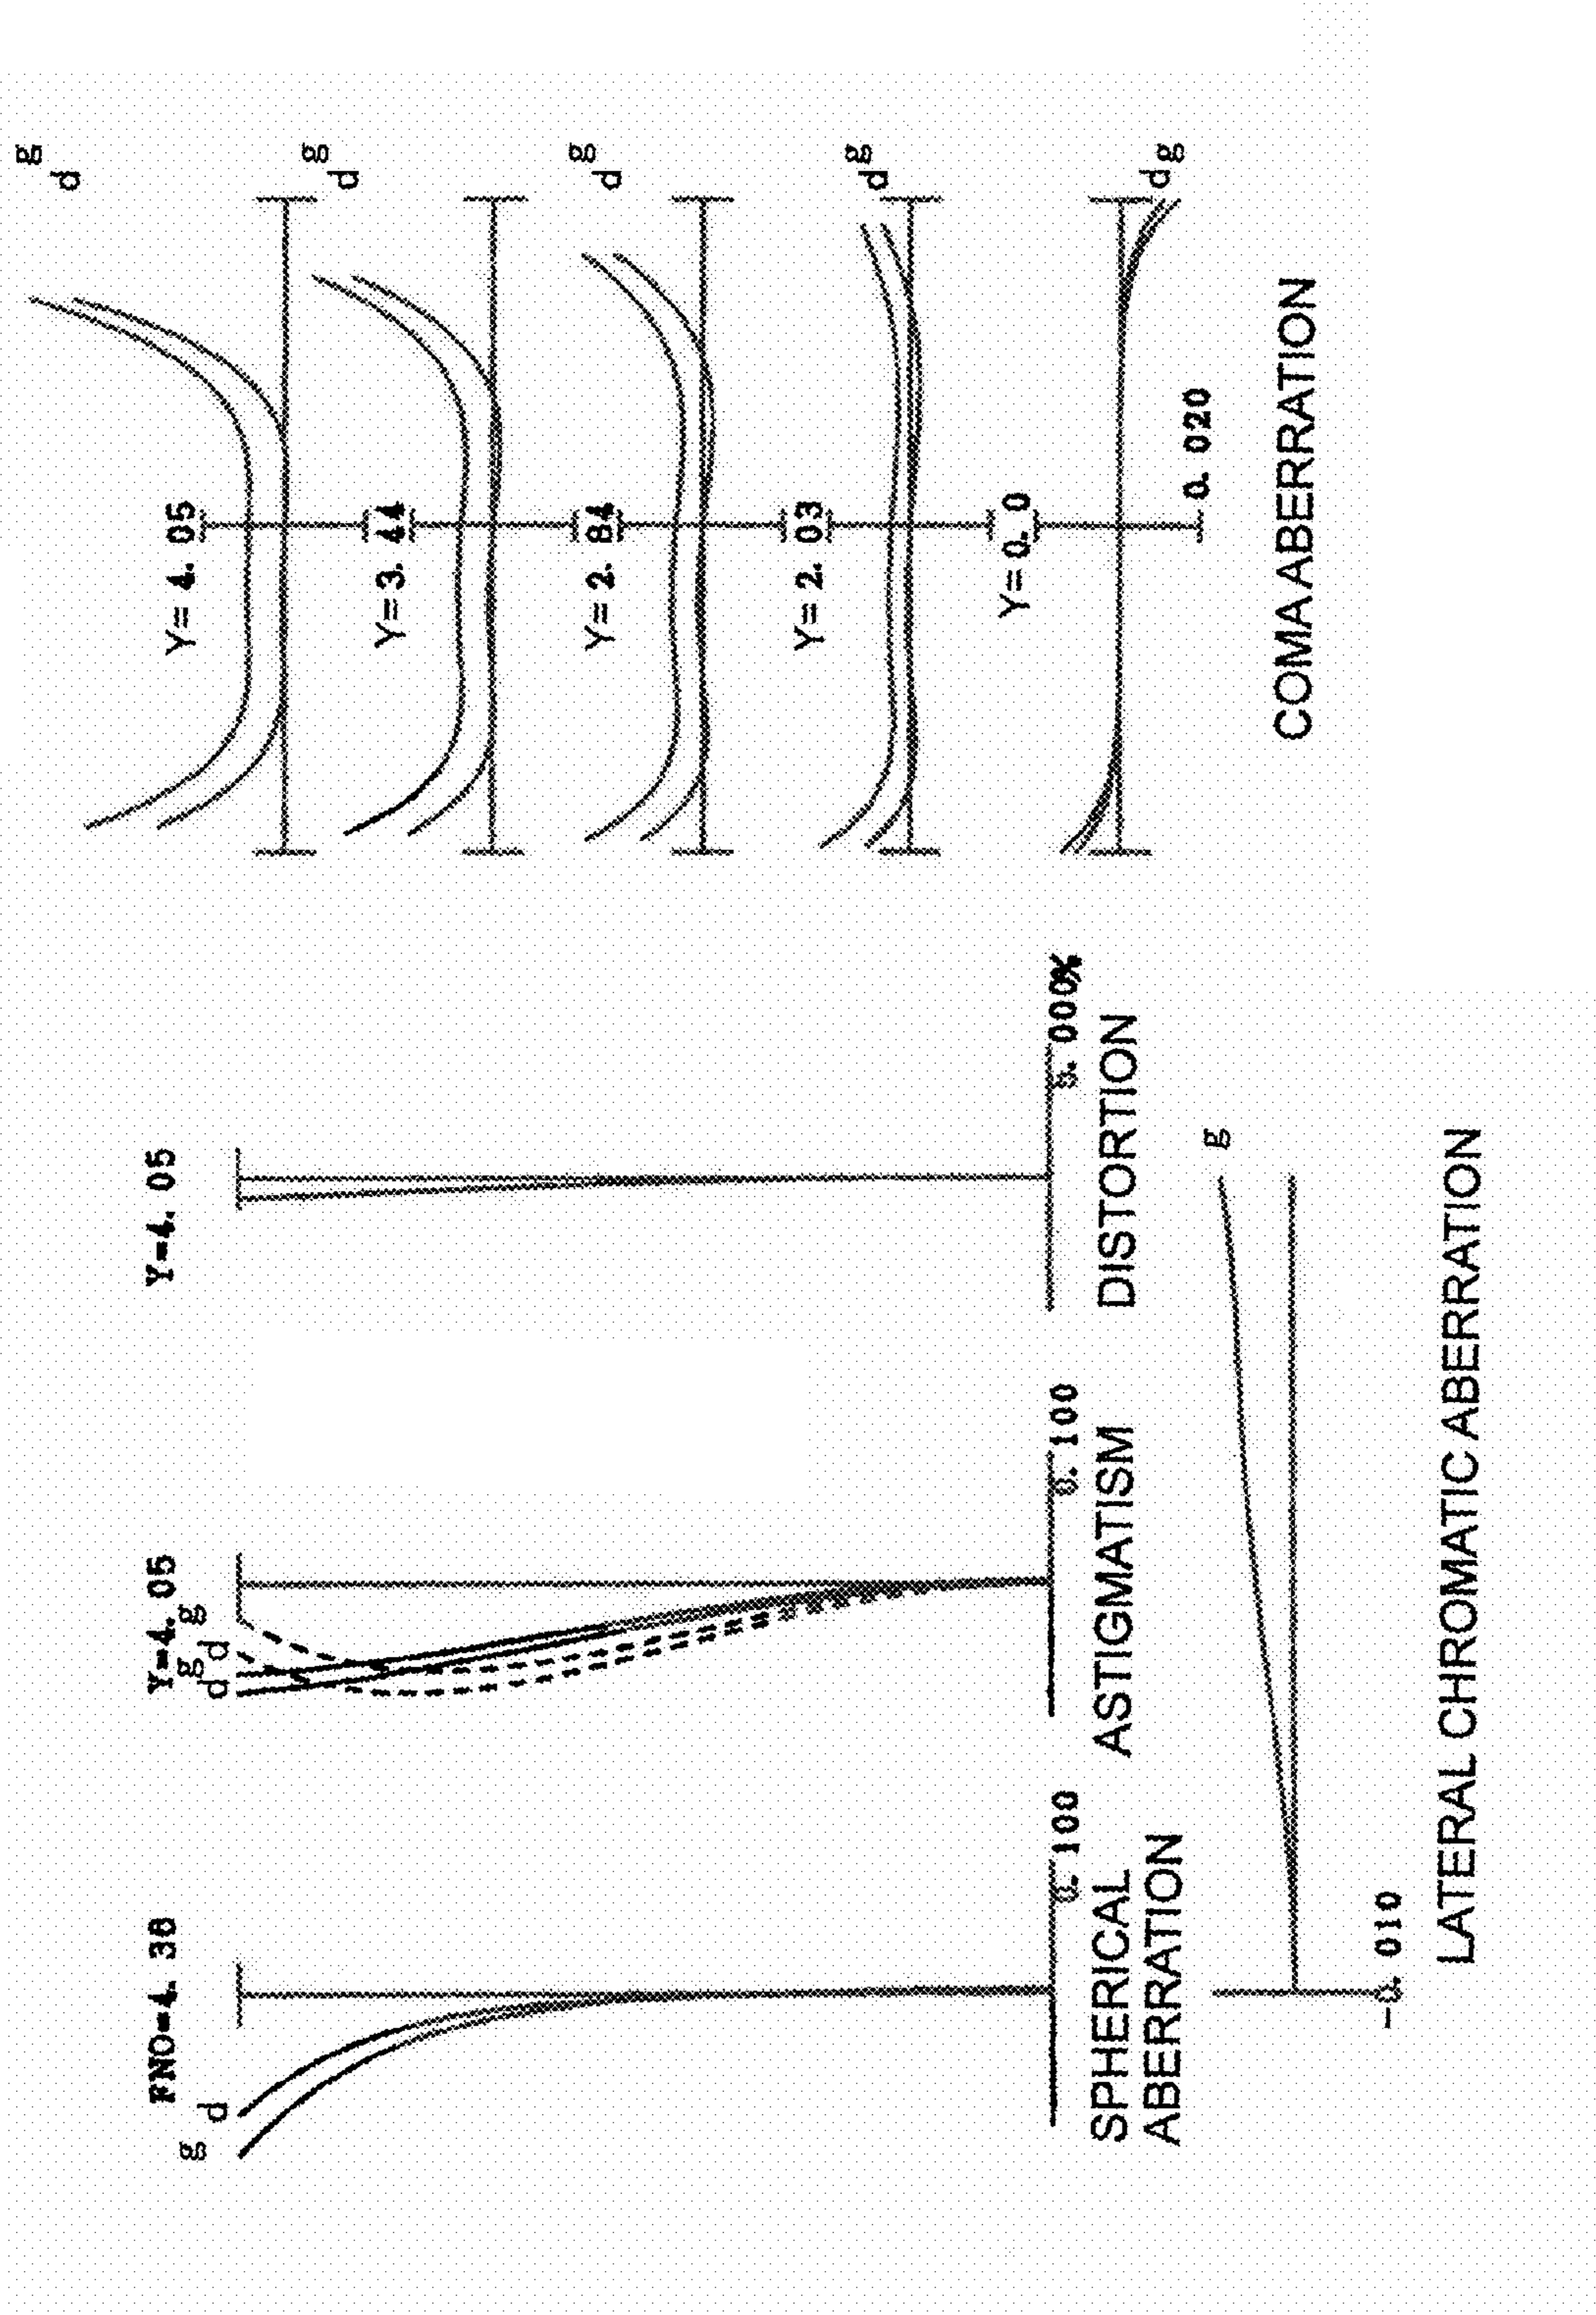 FNO=4. 38
g
d
0. 100
SPHERICAL
ABERRATION
Y=4. 05
g
d
g
d
0. 100
ASTIGMATISM
Y=4. 05
5. 000%
DISTORTION
Y= 4. 05
g
d
Y= 3. 44
g
d
Y= 2. 84
g
d
Y= 2. 03
g
d
Y= 0. 0
d g
0. 020
COMA ABERRATION
g
-0. 010
LATERAL CHROMATIC ABERRATION